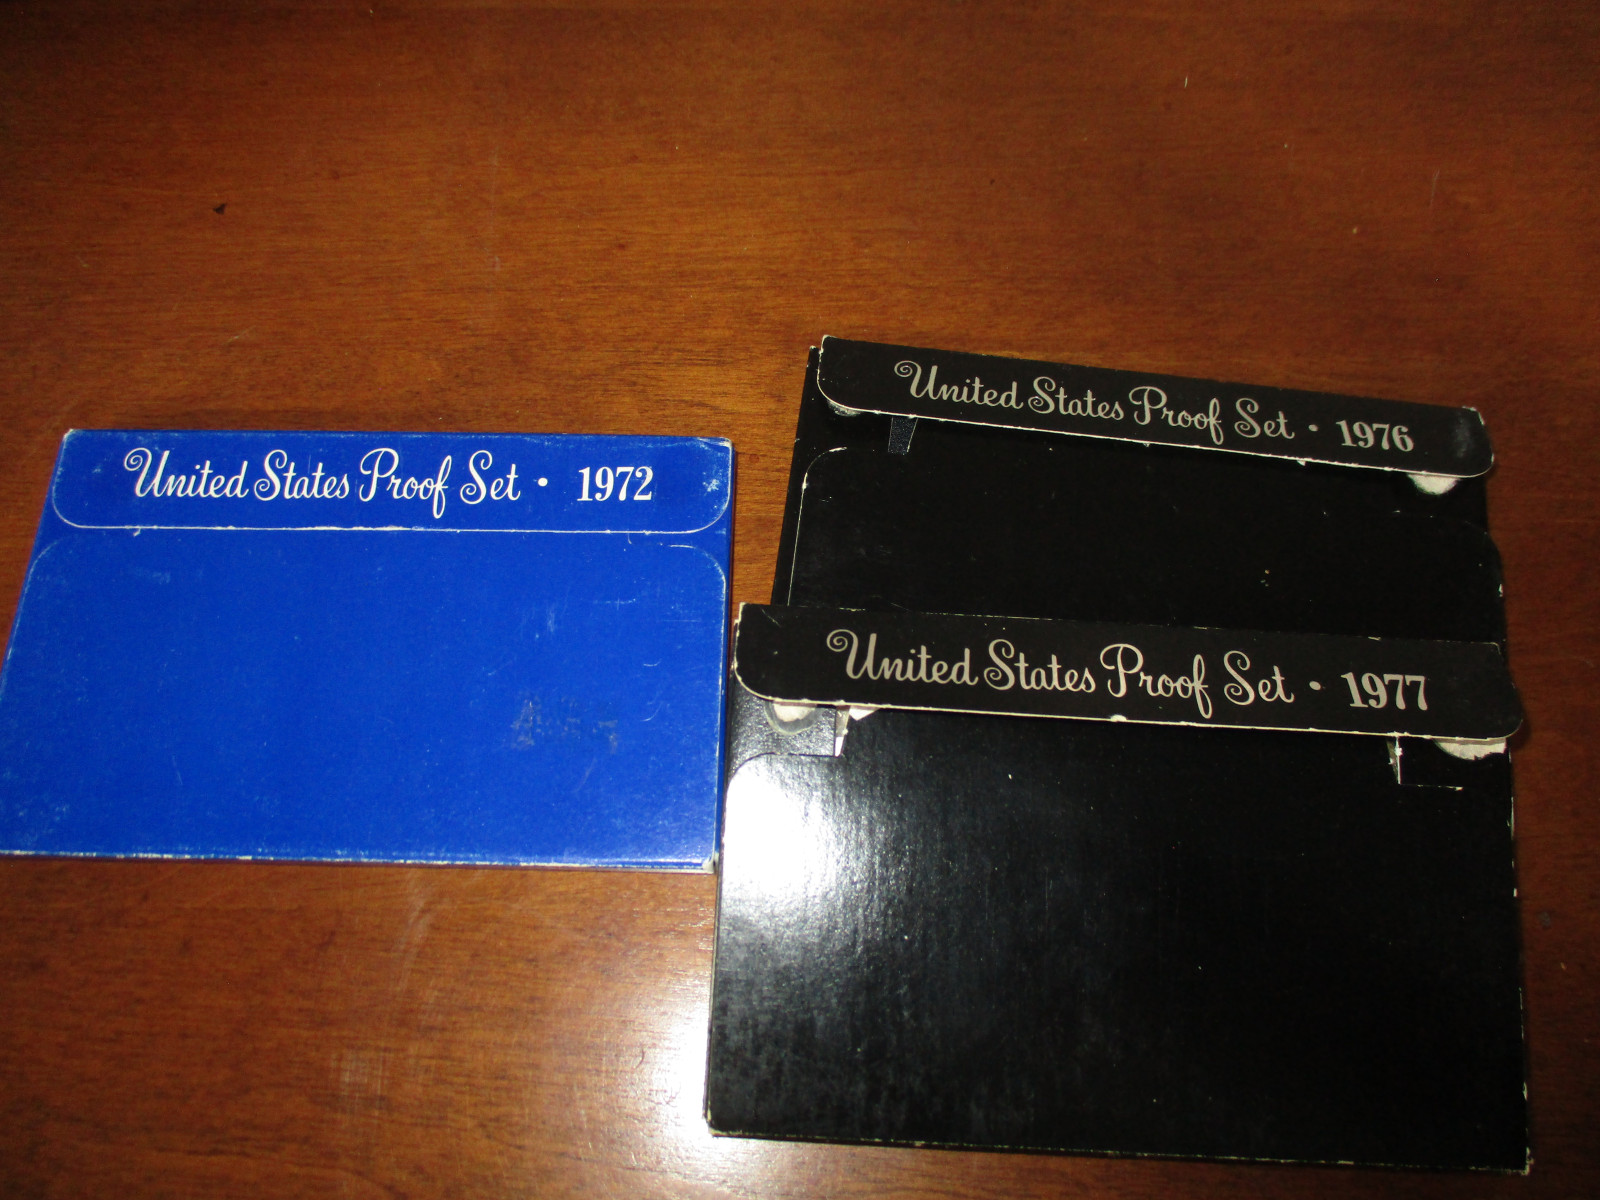 United States Proof Set • 1972
United States Proof Set • 1976
United States Proof Set • 1977